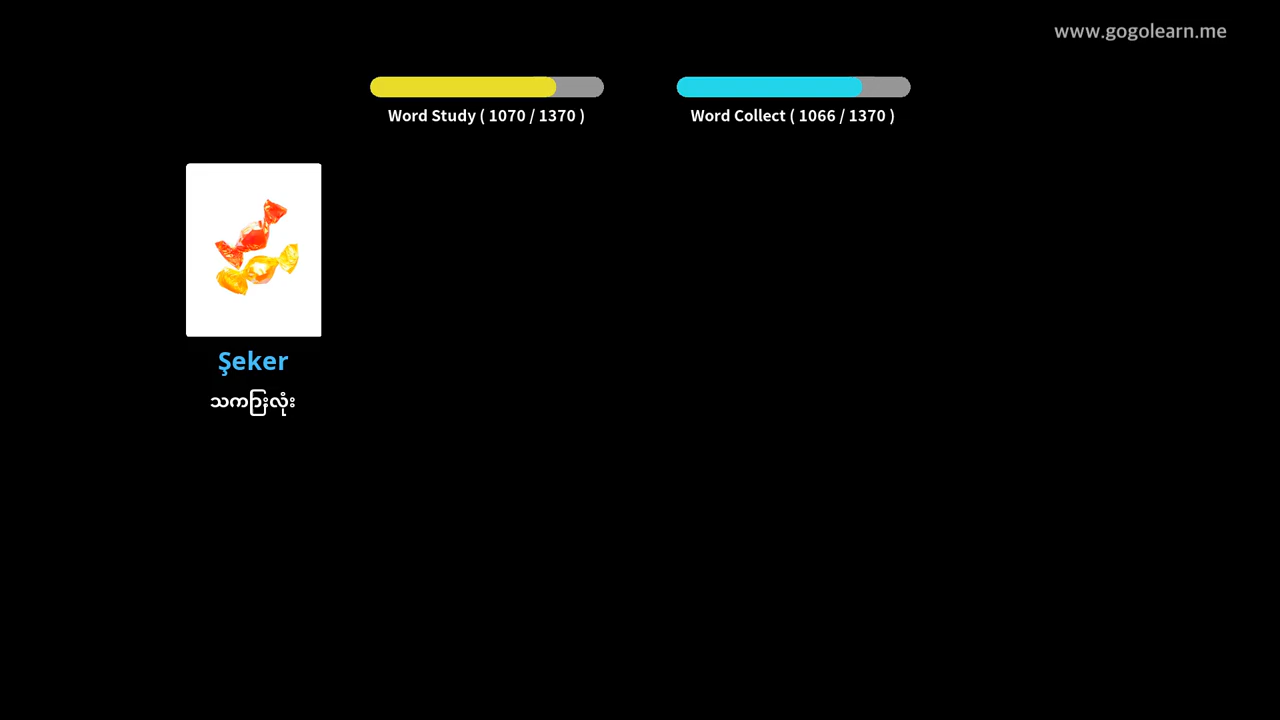 www.gogolearn.me
Word Study ( 1070 / 1370 )
Word Collect ( 1066 / 1370 )
Şeker
သကြားလုံး